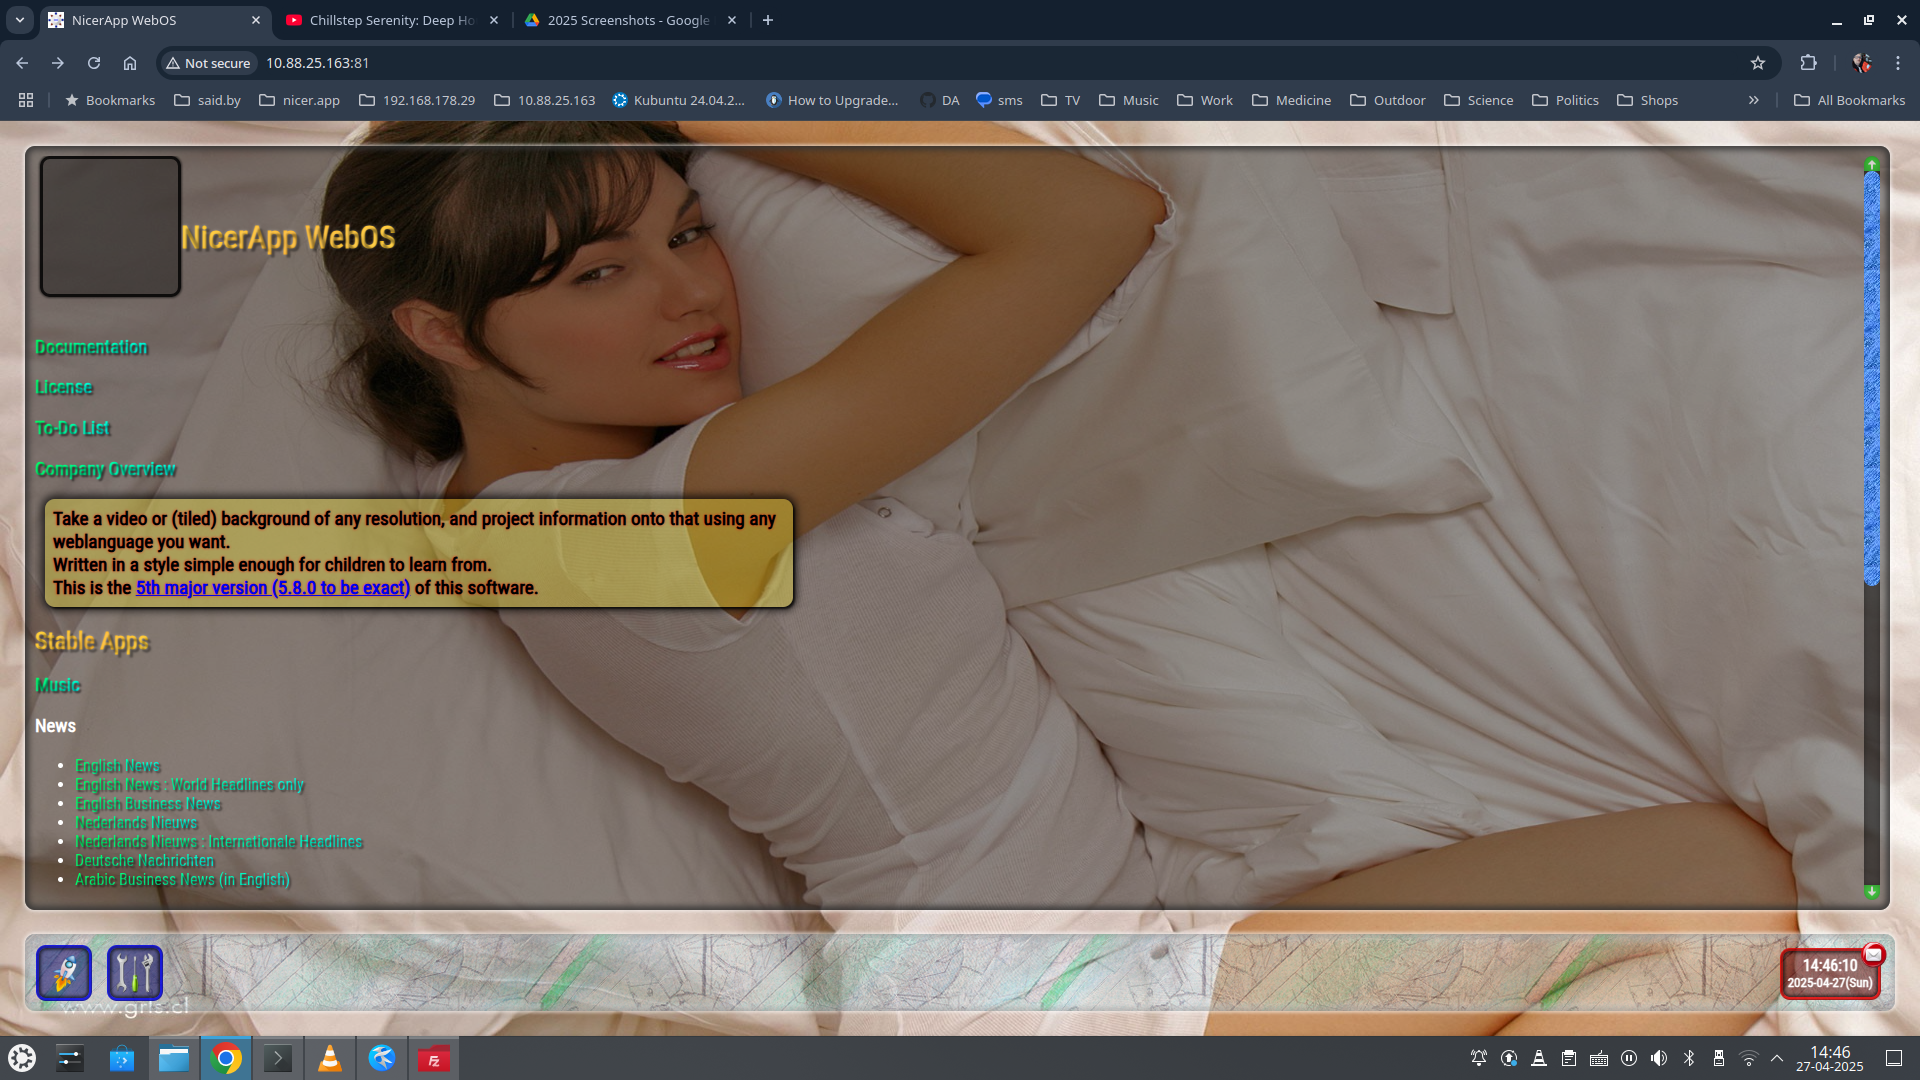 NicerApp WebOS
Chillstep Serenity: Deep Ho
2025 Screenshots - Google
Not secure
10.88.25.163:81
Bookmarks
said.by
nicer.app
192.168.178.29
10.88.25.163
Kubuntu 24.04.2...
How to Upgrade...
DA
sms
TV
Music
Work
Medicine
Outdoor
Science
Politics
Shops
All Bookmarks
NicerApp WebOS
Documentation
License
To-Do List
Company Overview
Take a video or (tiled) background of any resolution, and project information onto that using any
weblanguage you want.
Written in a style simple enough for children to learn from.
This is the 5th major version (5.8.0 to be exact) of this software.
Stable Apps
Music
News
English News
English News : World Headlines only
English Business News
Nederlands Nieuws
Nederlands Nieuws : Internationale Headlines
Deutsche Nachrichten
Arabic Business News (in English)
14:46:10
2025-04-27(Sun)
www.gris.cl
Fz
14:46
27-04-2025